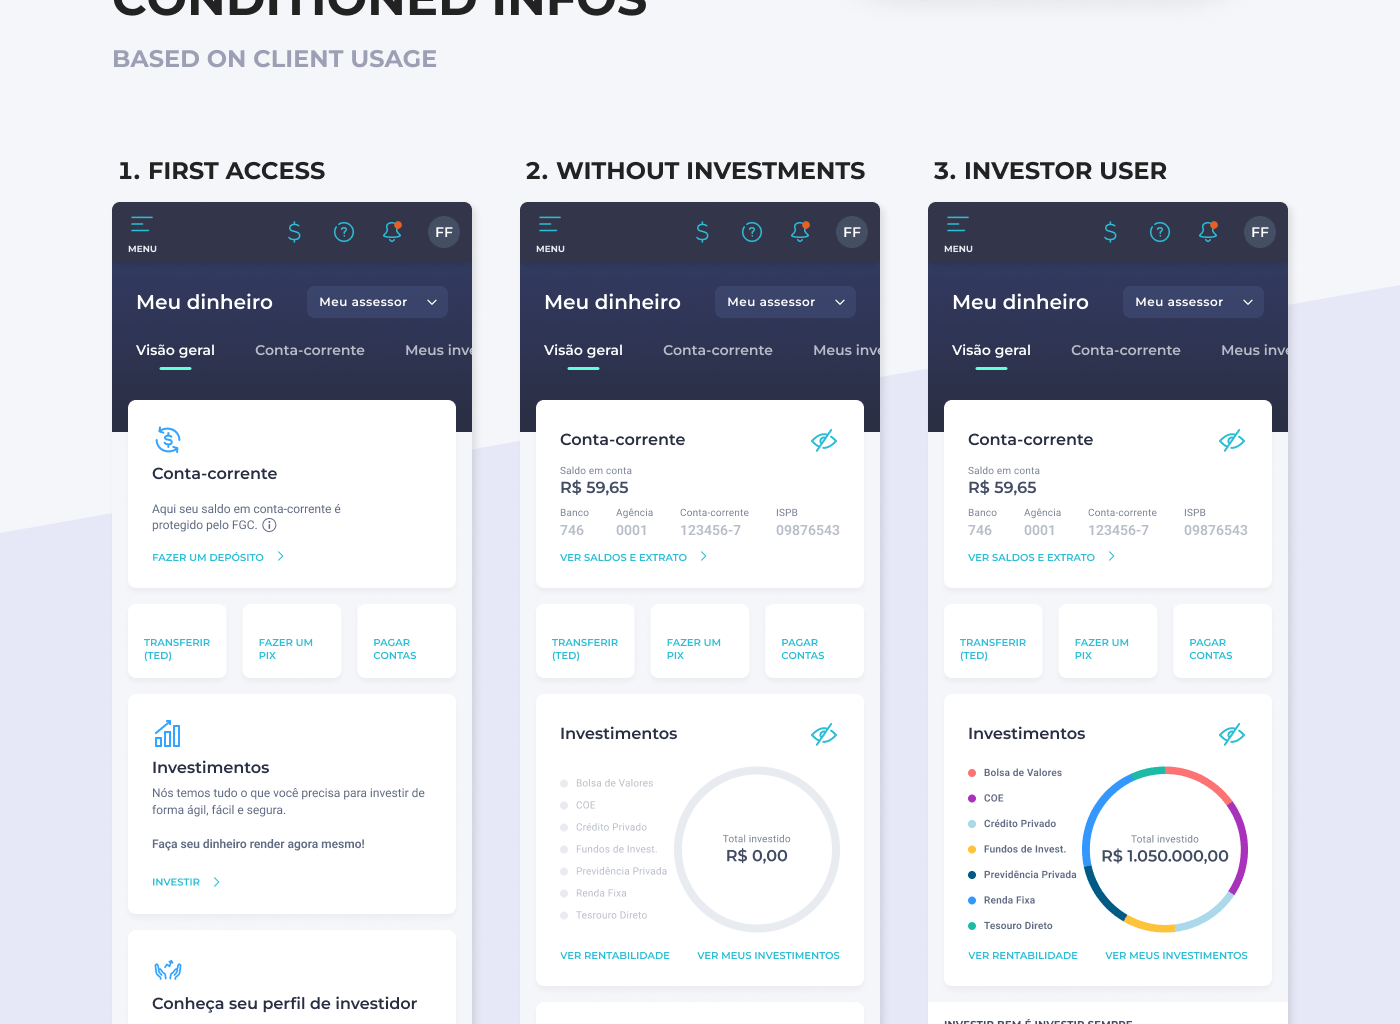 CONDITIONED INFOS
BASED ON CLIENT USAGE
1. FIRST ACCESS
MENU
FF
Meu dinheiro
Meu assessor
Visão geral
Conta-corrente
Meus inve
Conta-corrente
Aqui seu saldo em conta-corrente é
protegido pelo FGC.
FAZER UM DEPÓSITO
TRANSFERIR
(TED)
FAZER UM
PIX
PAGAR
CONTAS
Investimentos
Nós temos tudo o que você precisa para investir de
forma ágil, fácil e segura.
Faça seu dinheiro render agora mesmo!
INVESTIR
Conheça seu perfil de investidor
2. WITHOUT INVESTMENTS
MENU
FF
Meu dinheiro
Meu assessor
Visão geral
Conta-corrente
Meus inve
Conta-corrente
Saldo em conta
R$ 59,65
Banco
Agência
Conta-corrente
ISPB
746
0001
123456-7
09876543
VER SALDOS E EXTRATO
TRANSFERIR
(TED)
FAZER UM
PIX
PAGAR
CONTAS
Investimentos
Bolsa de Valores
COE
Crédito Privado
Fundos de Invest.
Previdência Privada
Renda Fixa
Tesrouro Direto
Total investido
R$ 0,00
VER RENTABILIDADE
VER MEUS INVESTIMENTOS
3. INVESTOR USER
MENU
FF
Meu dinheiro
Meu assessor
Visão geral
Conta-corrente
Meus inve
Conta-corrente
Saldo em conta
R$ 59,65
Banco
Agência
Conta-corrente
ISPB
746
0001
123456-7
09876543
VER SALDOS E EXTRATO
TRANSFERIR
(TED)
FAZER UM
PIX
PAGAR
CONTAS
Investimentos
Bolsa de Valores
COE
Crédito Privado
Fundos de Invest.
Previdência Privada
Renda Fixa
Tesouro Direto
Total investido
R$ 1.050.000,00
VER RENTABILIDADE
VER MEUS INVESTIMENTOS
INVESTIR BEM É INVESTIR SEMPRE